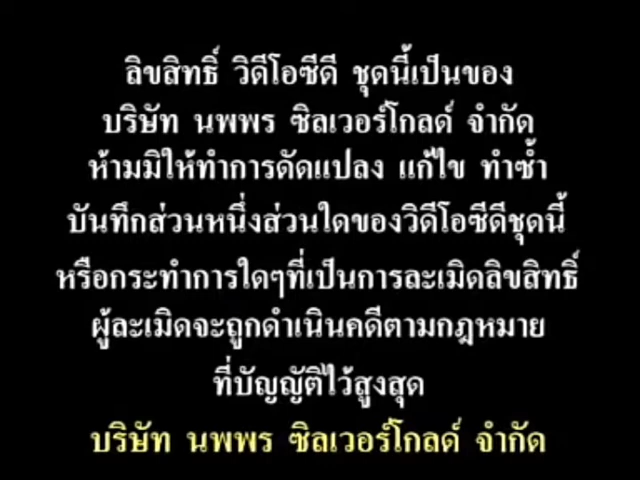 ลิขสิทธิ์ วิดีโอซีดี ชุดนี้เป็นของ
บริษัท นพพร ซิลเวอร์โกลด์ จำกัด
ห้ามมิให้ทำการดัดแปลง แก้ไข ทำซ้ำ
บันทึกส่วนหนึ่งส่วนใดของวิดีโอซีดีชุดนี้
หรือกระทำการใดๆที่เป็นการละเมิดลิขสิทธิ์
ผู้ละเมิดจะถูกดำเนินคดีตามกฎหมาย
ที่บัญญัติไว้สูงสุด
บริษัท นพพร ซิลเวอร์โกลด์ จำกัด